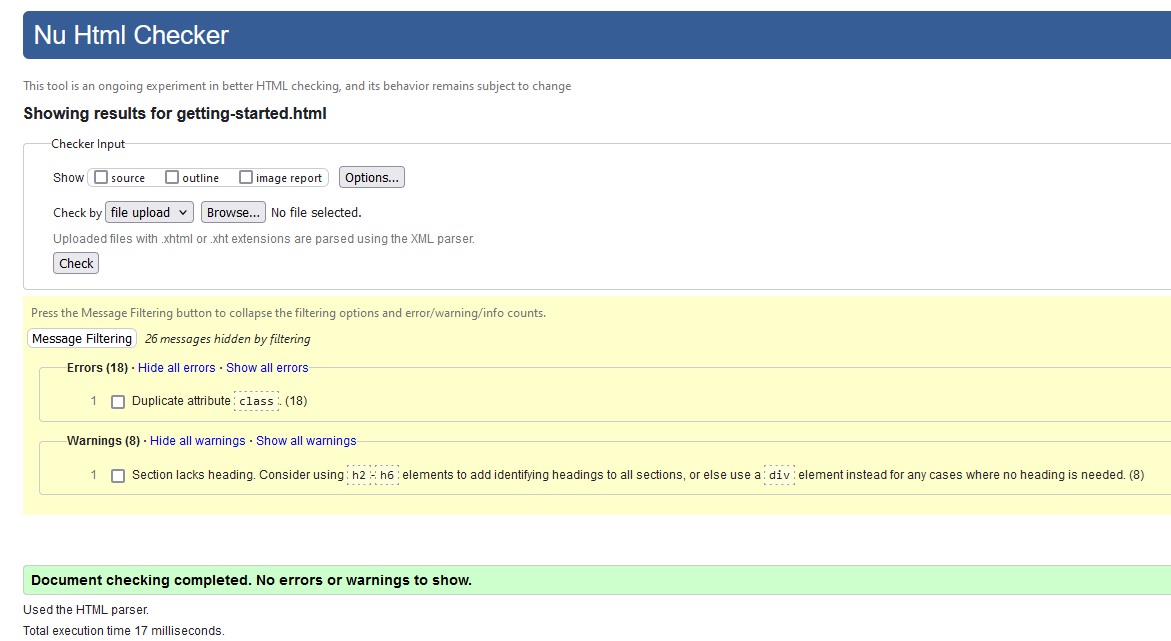 Nu Html Checker
This tool is an ongoing experiment in better HTML checking, and its behavior remains subject to change
Showing results for getting-started.html
Checker Input
Show source outline image report Options...
Check by file upload Browse... No file selected.
Uploaded files with .xhtml or .xht extensions are parsed using the XML parser.
Check
Press the Message Filtering button to collapse the filtering options and error/warning/info counts.
Message Filtering 26 messages hidden by filtering
Errors (18) · Hide all errors · Show all errors
1 Duplicate attribute class. (18)
Warnings (8) · Hide all warnings · Show all warnings
1 Section lacks heading. Consider using h2-h6 elements to add identifying headings to all sections, or else use a div element instead for any cases where no heading is needed. (8)
Document checking completed. No errors or warnings to show.
Used the HTML parser.
Total execution time 17 milliseconds.